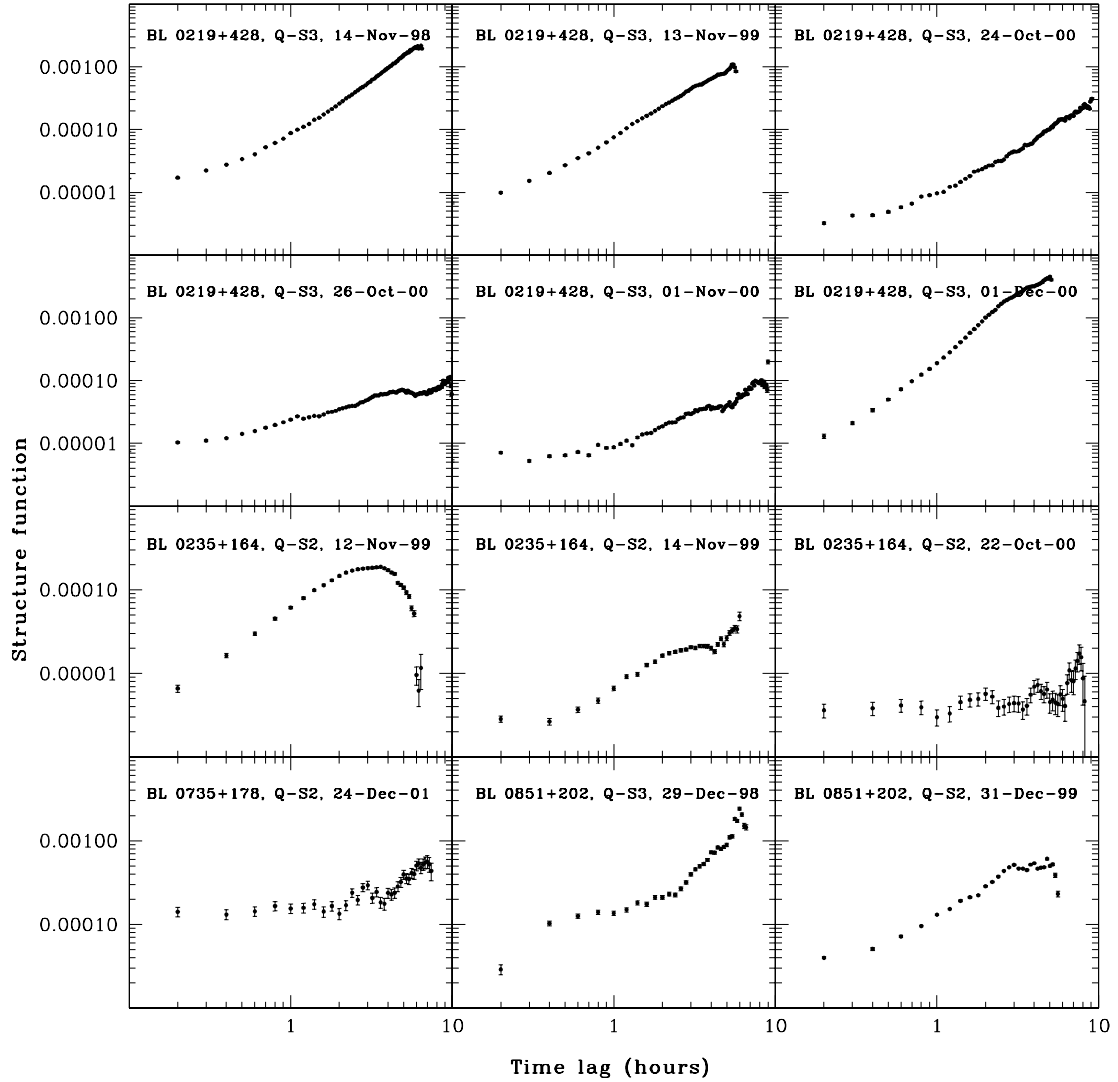 BL 0219+428, Q-S3, 14-Nov-98
BL 0219+428, Q-S3, 13-Nov-99
BL 0219+428, Q-S3, 24-Oct-00
0.00100
0.00010
0.00001
BL 0219+428, Q-S3, 26-Oct-00
BL 0219+428, Q-S3, 01-Nov-00
BL 0219+428, Q-S3, 01-Dec-00
0.00100
0.00010
0.00001
Structure function
BL 0235+164, Q-S2, 12-Nov-99
BL 0235+164, Q-S2, 14-Nov-99
BL 0235+164, Q-S2, 22-Oct-00
0.00010
0.00001
BL 0735+178, Q-S2, 24-Dec-01
BL 0851+202, Q-S3, 29-Dec-98
BL 0851+202, Q-S2, 31-Dec-99
0.00100
0.00010
1
10
1
10
1
10
Time lag (hours)